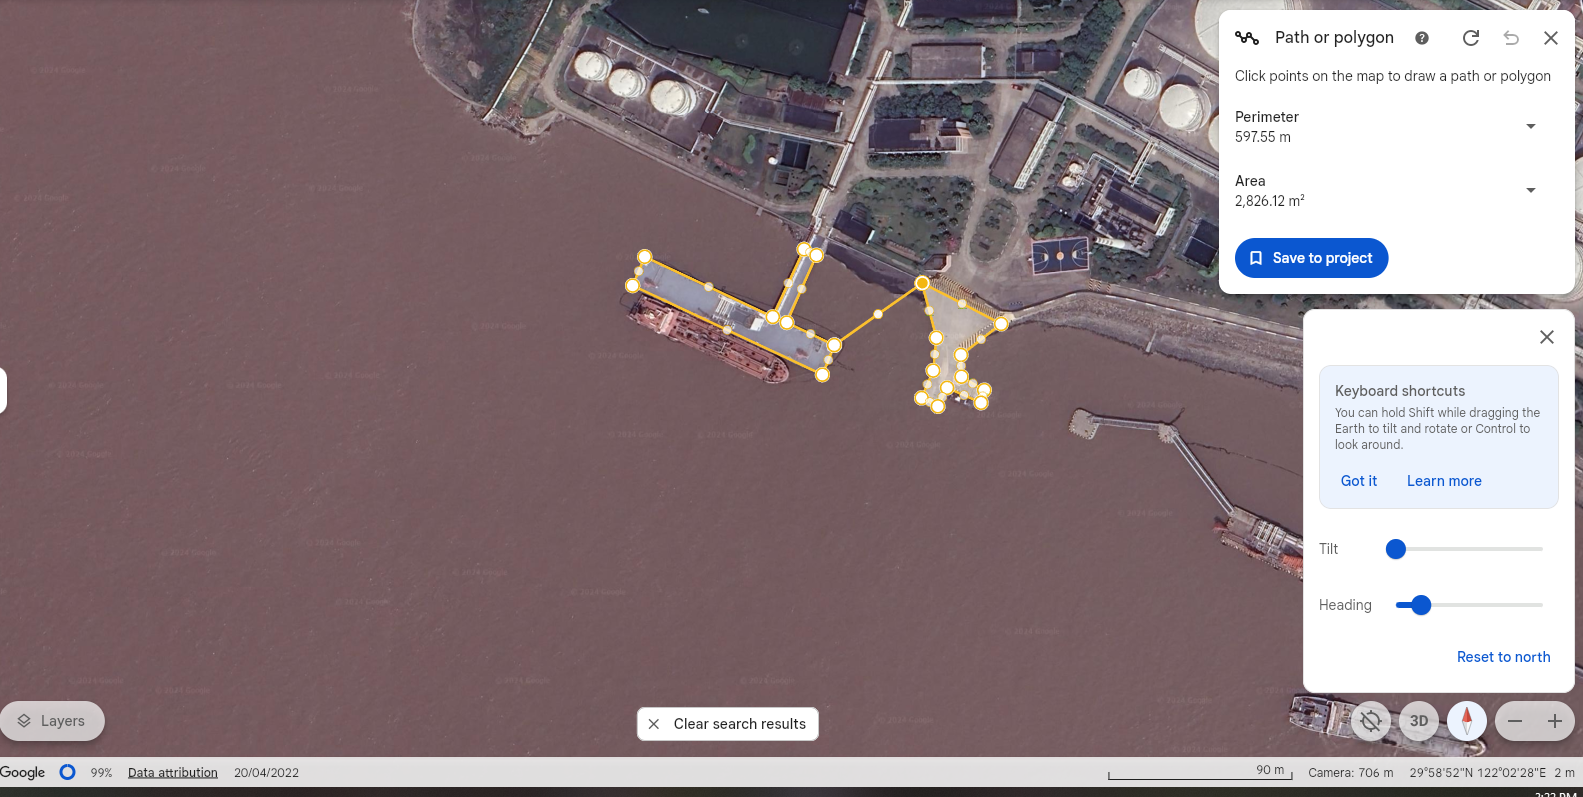 Path or polygon
Click points on the map to draw a path or polygon
Perimeter
597.55 m
Area
2,826.12 m²
Save to project
Keyboard shortcuts
You can hold Shift while dragging the
Earth to tilt and rotate or Control to
look around.
Got it
Learn more
Tilt
Heading
Reset to north
Layers
Clear search results
3D
Google
99%
Data attribution
20/04/2022
90 m
Camera: 706 m
29°58'52"N 122°02'28"E
2 m